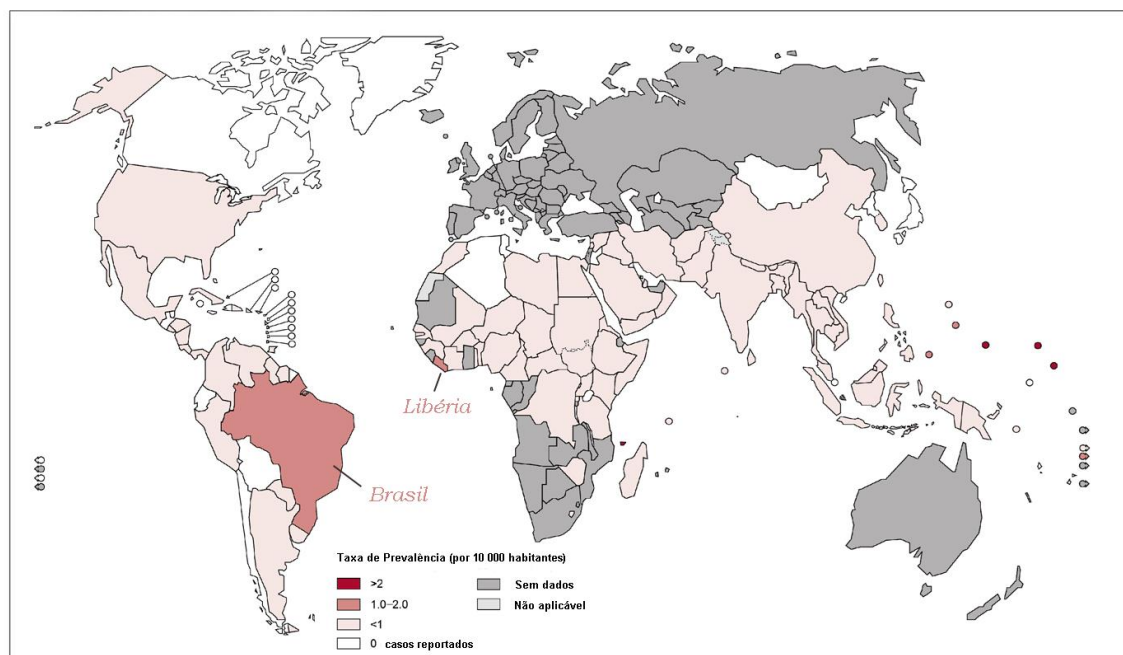 Libéria
Brasil
Taxa de Prevalència (por 10 000 habitantes)
>2
1.0–2.0
<1
0 casos reportados
Sem dados
Não aplicável